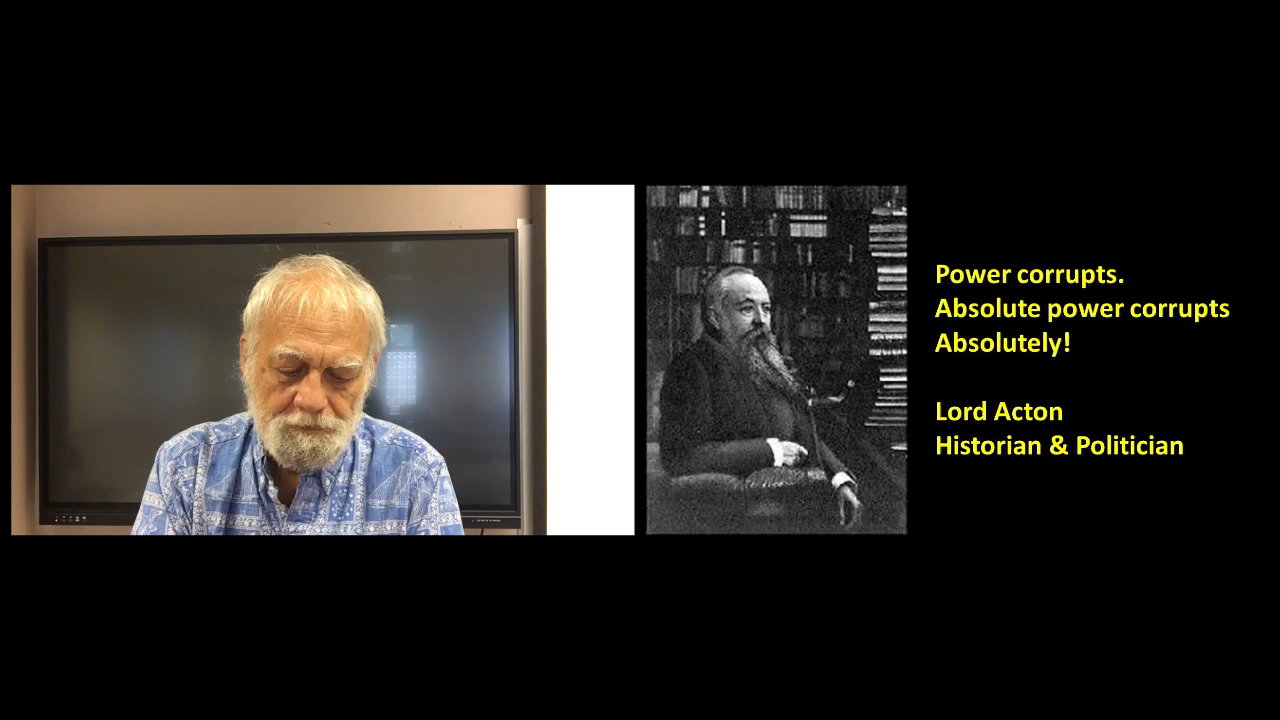 Power corrupts.
Absolute power corrupts
Absolutely!
Lord Acton
Historian & Politician